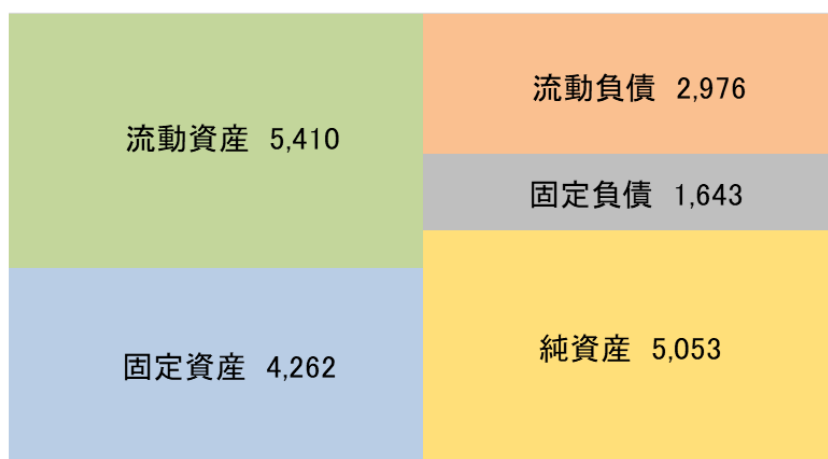 流動資産 5,410
固定資産 4,262
流動負債 2,976
固定負債 1,643
純資産 5,053